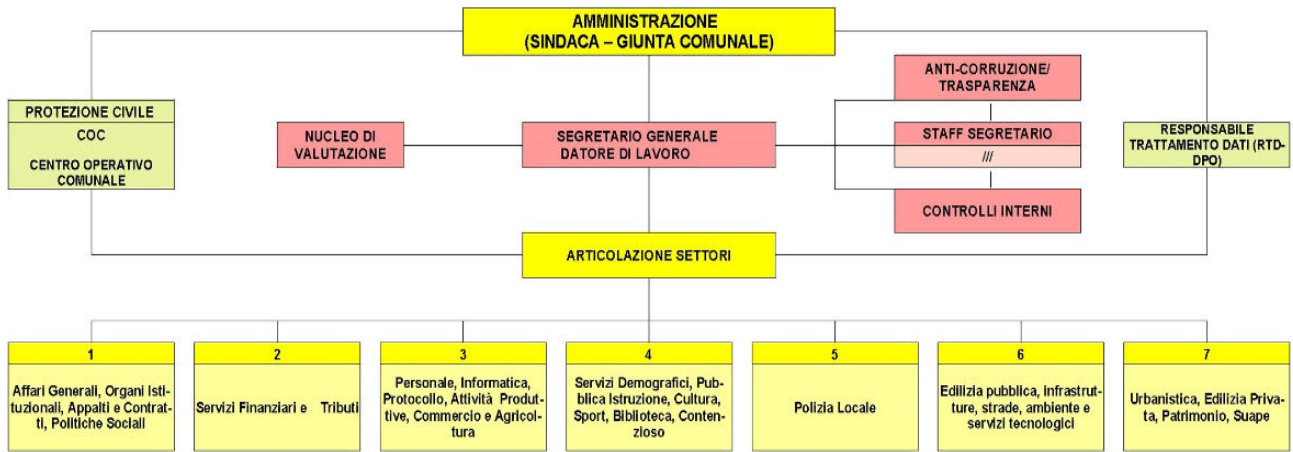 AMMINISTRAZIONE
(SINDACA – GIUNTA COMUNALE)
ANTI-CORRUZIONE/
TRASPARENZA
PROTEZIONE CIVILE
COC
CENTRO OPERATIVO
COMUNALE
NUCLEO DI
VALUTAZIONE
SEGRETARIO GENERALE
DATORE DI LAVORO
STAFF SEGRETARIO
///
RESPONSABILE
TRATTAMENTO DATI (RTD-
DPO)
CONTROLLI INTERNI
ARTICOLAZIONE SETTORI
1
Affari Generali, Organi Isti-
tuzionali, Appalti e Contrat-
ti, Politiche Sociali
2
Servizi Finanziari e Tributi
3
Personale, Informatica,
Protocollo, Attività Produt-
tive, Commercio e Agricol-
tura
4
Servizi Demografici, Pub-
blica Istruzione, Cultura,
Sport, Biblioteca, Conten-
zioso
5
Polizia Locale
6
Edilizia pubblica, infrastrut-
ture, strade, ambiente e
servizi tecnologici
7
Urbanistica, Edilizia Priva-
ta, Patrimonio, Suape